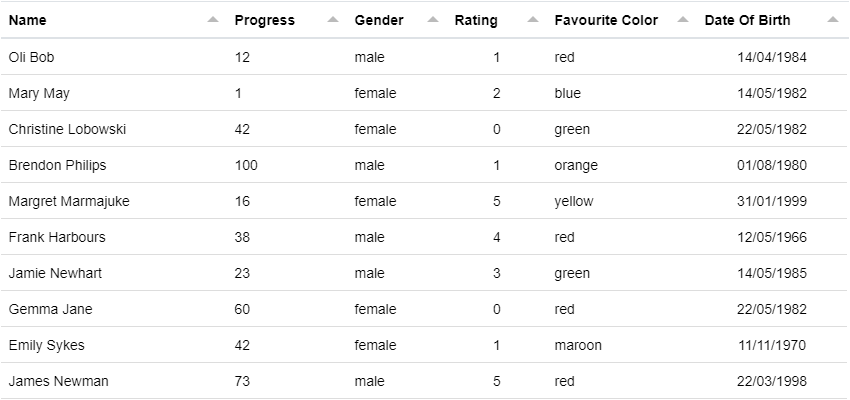 Name Progress Gender Rating Favourite Color Date Of Birth
Oli Bob 12 male 1 red 14/04/1984
Mary May 1 female 2 blue 14/05/1982
Christine Lobowski 42 female 0 green 22/05/1982
Brendon Philips 100 male 1 orange 01/08/1980
Margret Marmajuke 16 female 5 yellow 31/01/1999
Frank Harbours 38 male 4 red 12/05/1966
Jamie Newhart 23 male 3 green 14/05/1985
Gemma Jane 60 female 0 red 22/05/1982
Emily Sykes 42 female 1 maroon 11/11/1970
James Newman 73 male 5 red 22/03/1998